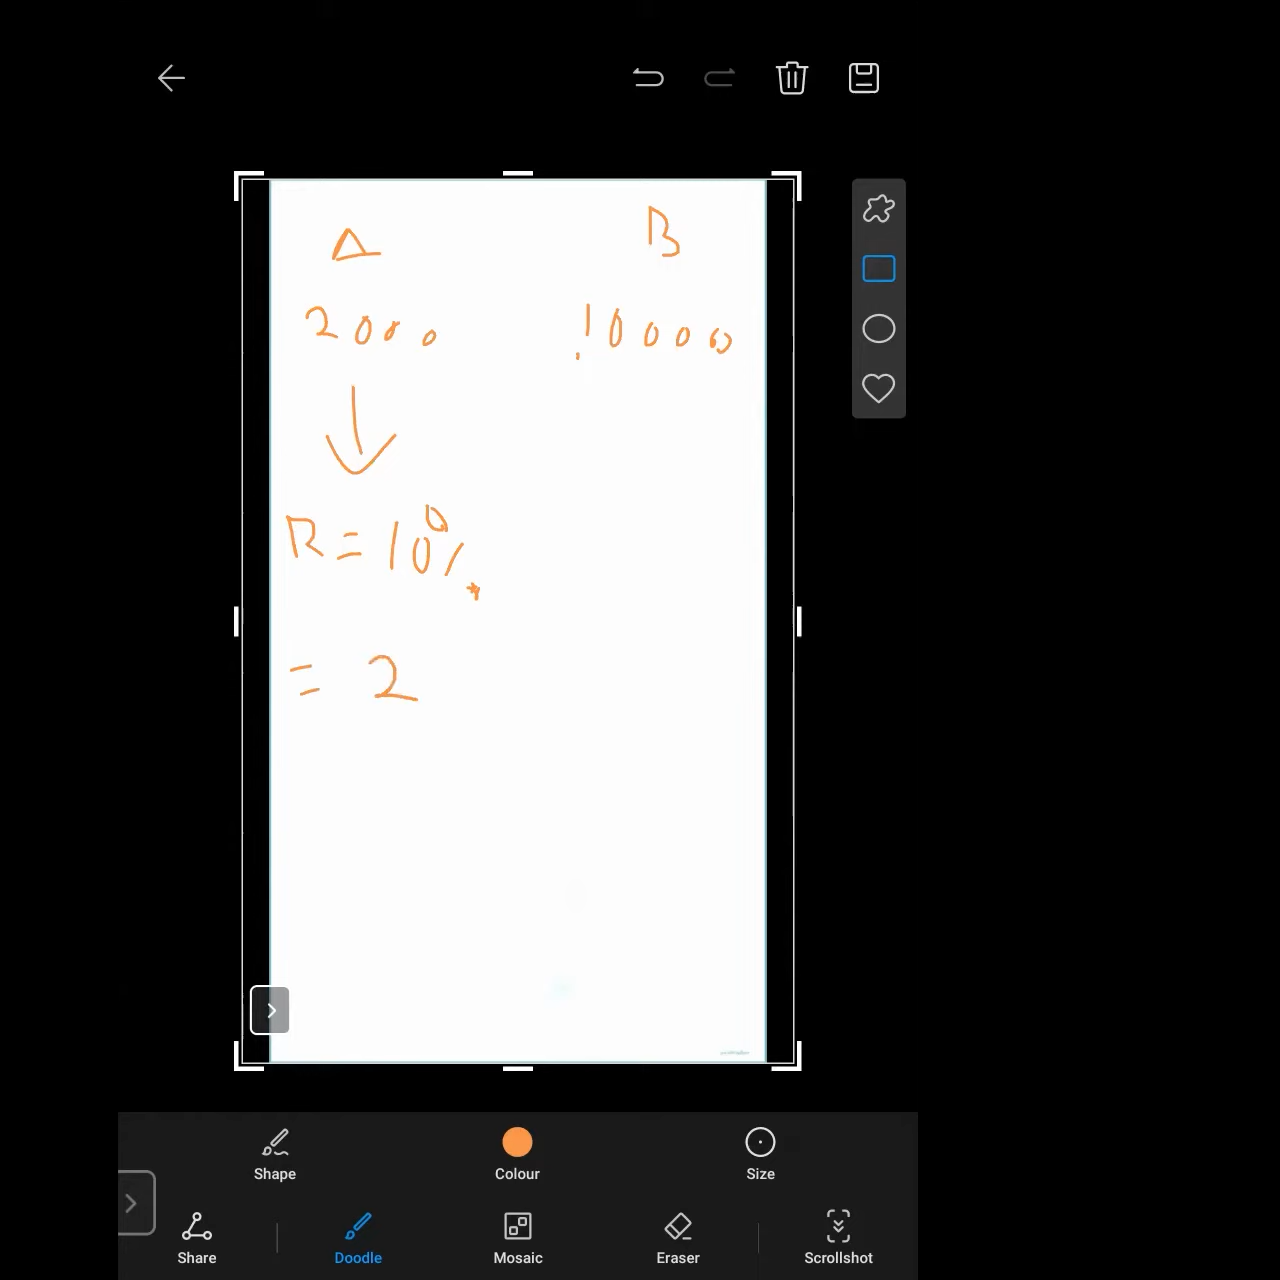 A B
2000 10000
R = 10%
= 2
Shape Colour Size
Share Doodle Mosaic Eraser Scrollshot